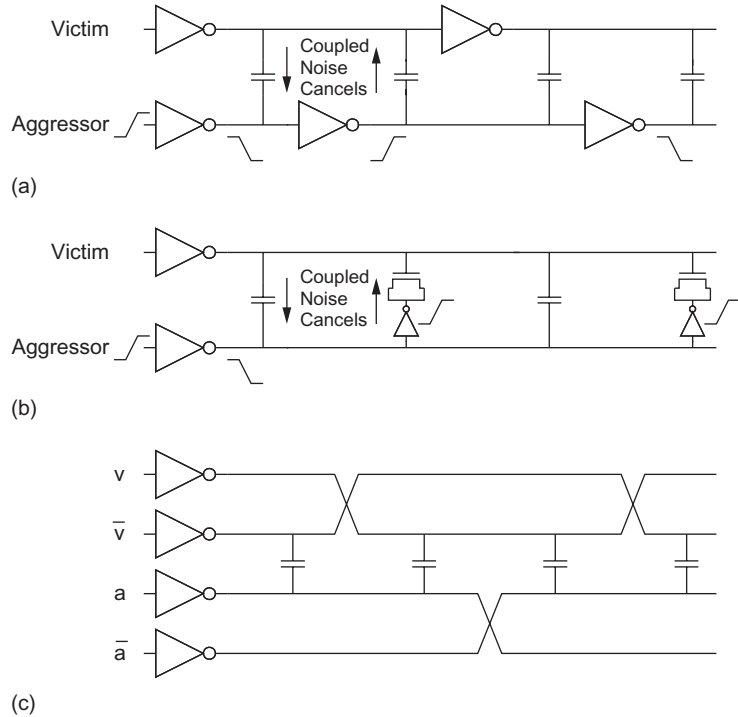 Victim
Coupled
Noise
Cancels
Aggressor
(a)
Victim
Coupled
Noise
Cancels
Aggressor
(b)
v
v̅
a
a̅
(c)